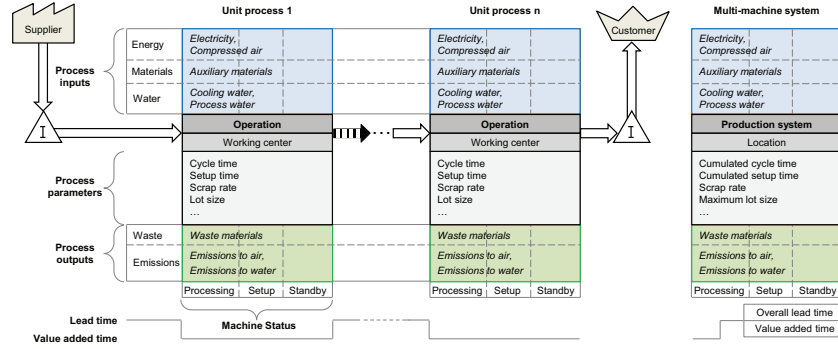 Unit process 1
Unit process n
Multi-machine system
Supplier
Customer
Process
inputs
Energy
Materials
Water
Electricity,
Compressed air
Auxiliary materials
Cooling water,
Process water
Electricity,
Compressed air
Auxiliary materials
Cooling water,
Process water
Electricity,
Compressed air
Auxiliary materials
Cooling water,
Process water
I
Operation
Working center
...
Operation
Working center
I
Production system
Location
Process
parameters
Cycle time
Setup time
Scrap rate
Lot size
...
Cycle time
Setup time
Scrap rate
Lot size
...
Cumulated cycle time
Cumulated setup time
Scrap rate
Maximum lot size
...
Process
outputs
Waste
Emissions
Waste materials
Emissions to air,
Emissions to water
Waste materials
Emissions to air,
Emissions to water
Waste materials
Emissions to air,
Emissions to water
Processing Setup Standby
Processing Setup Standby
Processing Setup Standby
Machine Status
Lead time
Value added time
Overall lead time
Value added time